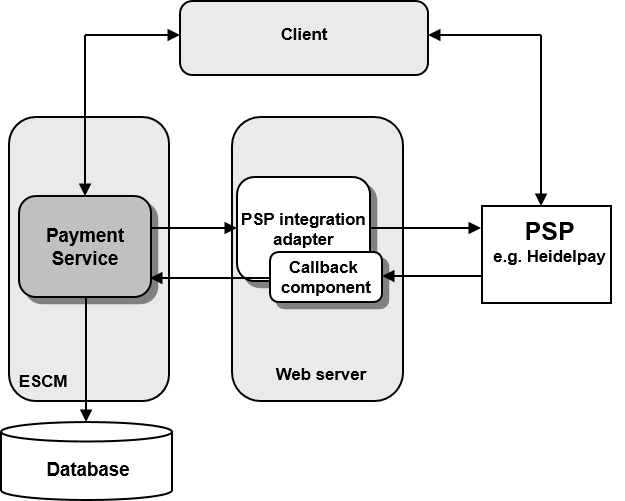 Client
Payment
Service
ESCM
PSP integration
adapter
Callback
component
Web server
PSP
e.g. Heidelpay
Database